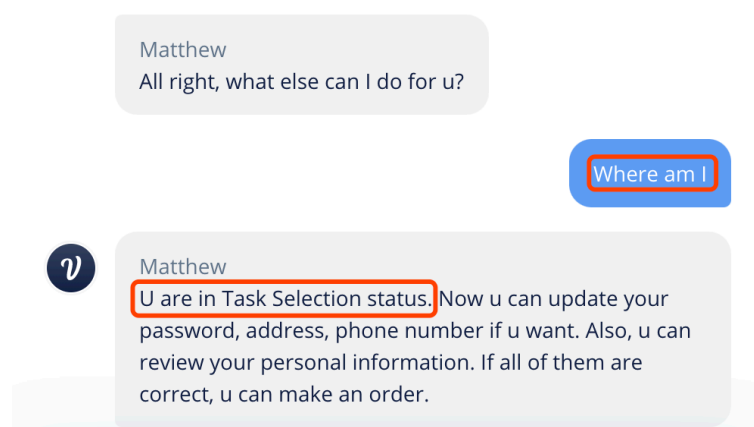 Matthew
All right, what else can I do for u?
Where am I
V
Matthew
U are in Task Selection status. Now u can update your
password, address, phone number if u want. Also, u can
review your personal information. If all of them are
correct, u can make an order.